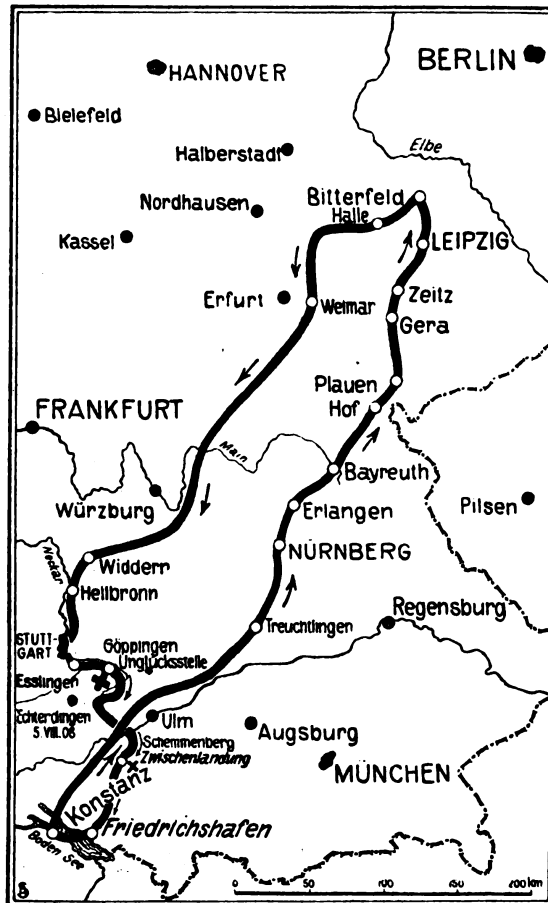 BERLIN
HANNOVER
Bielefeld
Elbe
Halberstadt
Bitterfeld
Nordhausen
Halle
Kassel
LEIPZIG
Zeitz
Erfurt
Weimar
Gera
Plauen
FRANKFURT
Hof
Main
Bayreuth
Würzburg
Pilsen
Erlangen
NÜRNBERG
Neckar
Widdern
Heilbronn
Regensburg
Treuchtlingen
STUTT-
GART
Göppingen
Unglücksstelle
Esslingen
Echterdingen
5. VIII. 08
Ulm
Augsburg
Schemmenberg
Zwischenlandung
MÜNCHEN
Konstanz
Friedrichshafen
Boden See
0 50 100 150 200 km